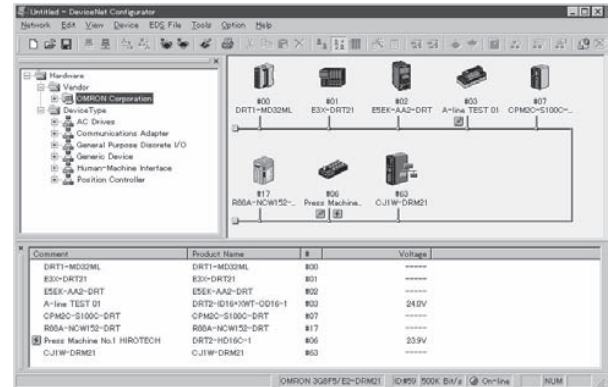 Untitled - DeviceNet Configurator
Network Edit View Device EDS File Tools Option Help
Hardware
Vendor
OMRON Corporation
DeviceType
AC Drives
Communications Adapter
General Purpose Discrete I/O
Generic Device
Human-Machine Interface
Position Controller
#00 #01 #02 #03 #07
DRT1-MD32ML E3X-DRT21 E5EK-AA2-DRT A-line TEST 01 CPM2C-S100C-...
#17 #06 #63
R88A-NCW152-... Press Machine... CJ1W-DRM21
Comment Product Name # Voltage
DRT1-MD32ML DRT1-MD32ML #00 -----
E3X-DRT21 E3X-DRT21 #01 -----
E5EK-AA2-DRT E5EK-AA2-DRT #02 -----
A-line TEST 01 DRT2-ID16+XWT-OD16-1 #03 24.0V
CPM2C-S100C-DRT CPM2C-S100C-DRT #07 -----
R88A-NCW152-DRT R88A-NCW152-DRT #17 -----
Press Machine No.1 HIROTECH DRT2-HD16C-1 #06 23.9V
CJ1W-DRM21 CJ1W-DRM21 #63 -----
OMRON 3G8F5/E2-DRM21 ID:#59 500K Bit/s On-line NUM